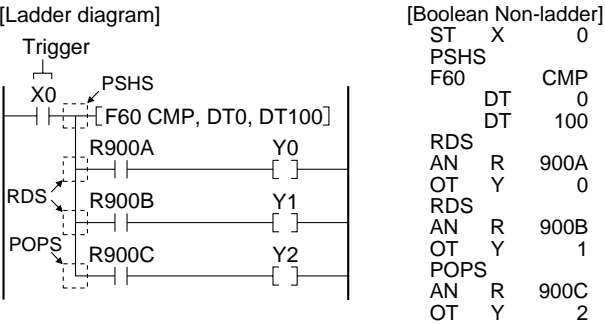 [Ladder diagram]
Trigger
X0
PSHS
[F60 CMP, DT0, DT100]
R900A Y0
RDS
R900B Y1
POPS
R900C Y2
[Boolean Non-ladder]
ST X 0
PSHS
F60 CMP
DT 0
DT 100
RDS
AN R 900A
OT Y 0
RDS
AN R 900B
OT Y 1
POPS
AN R 900C
OT Y 2